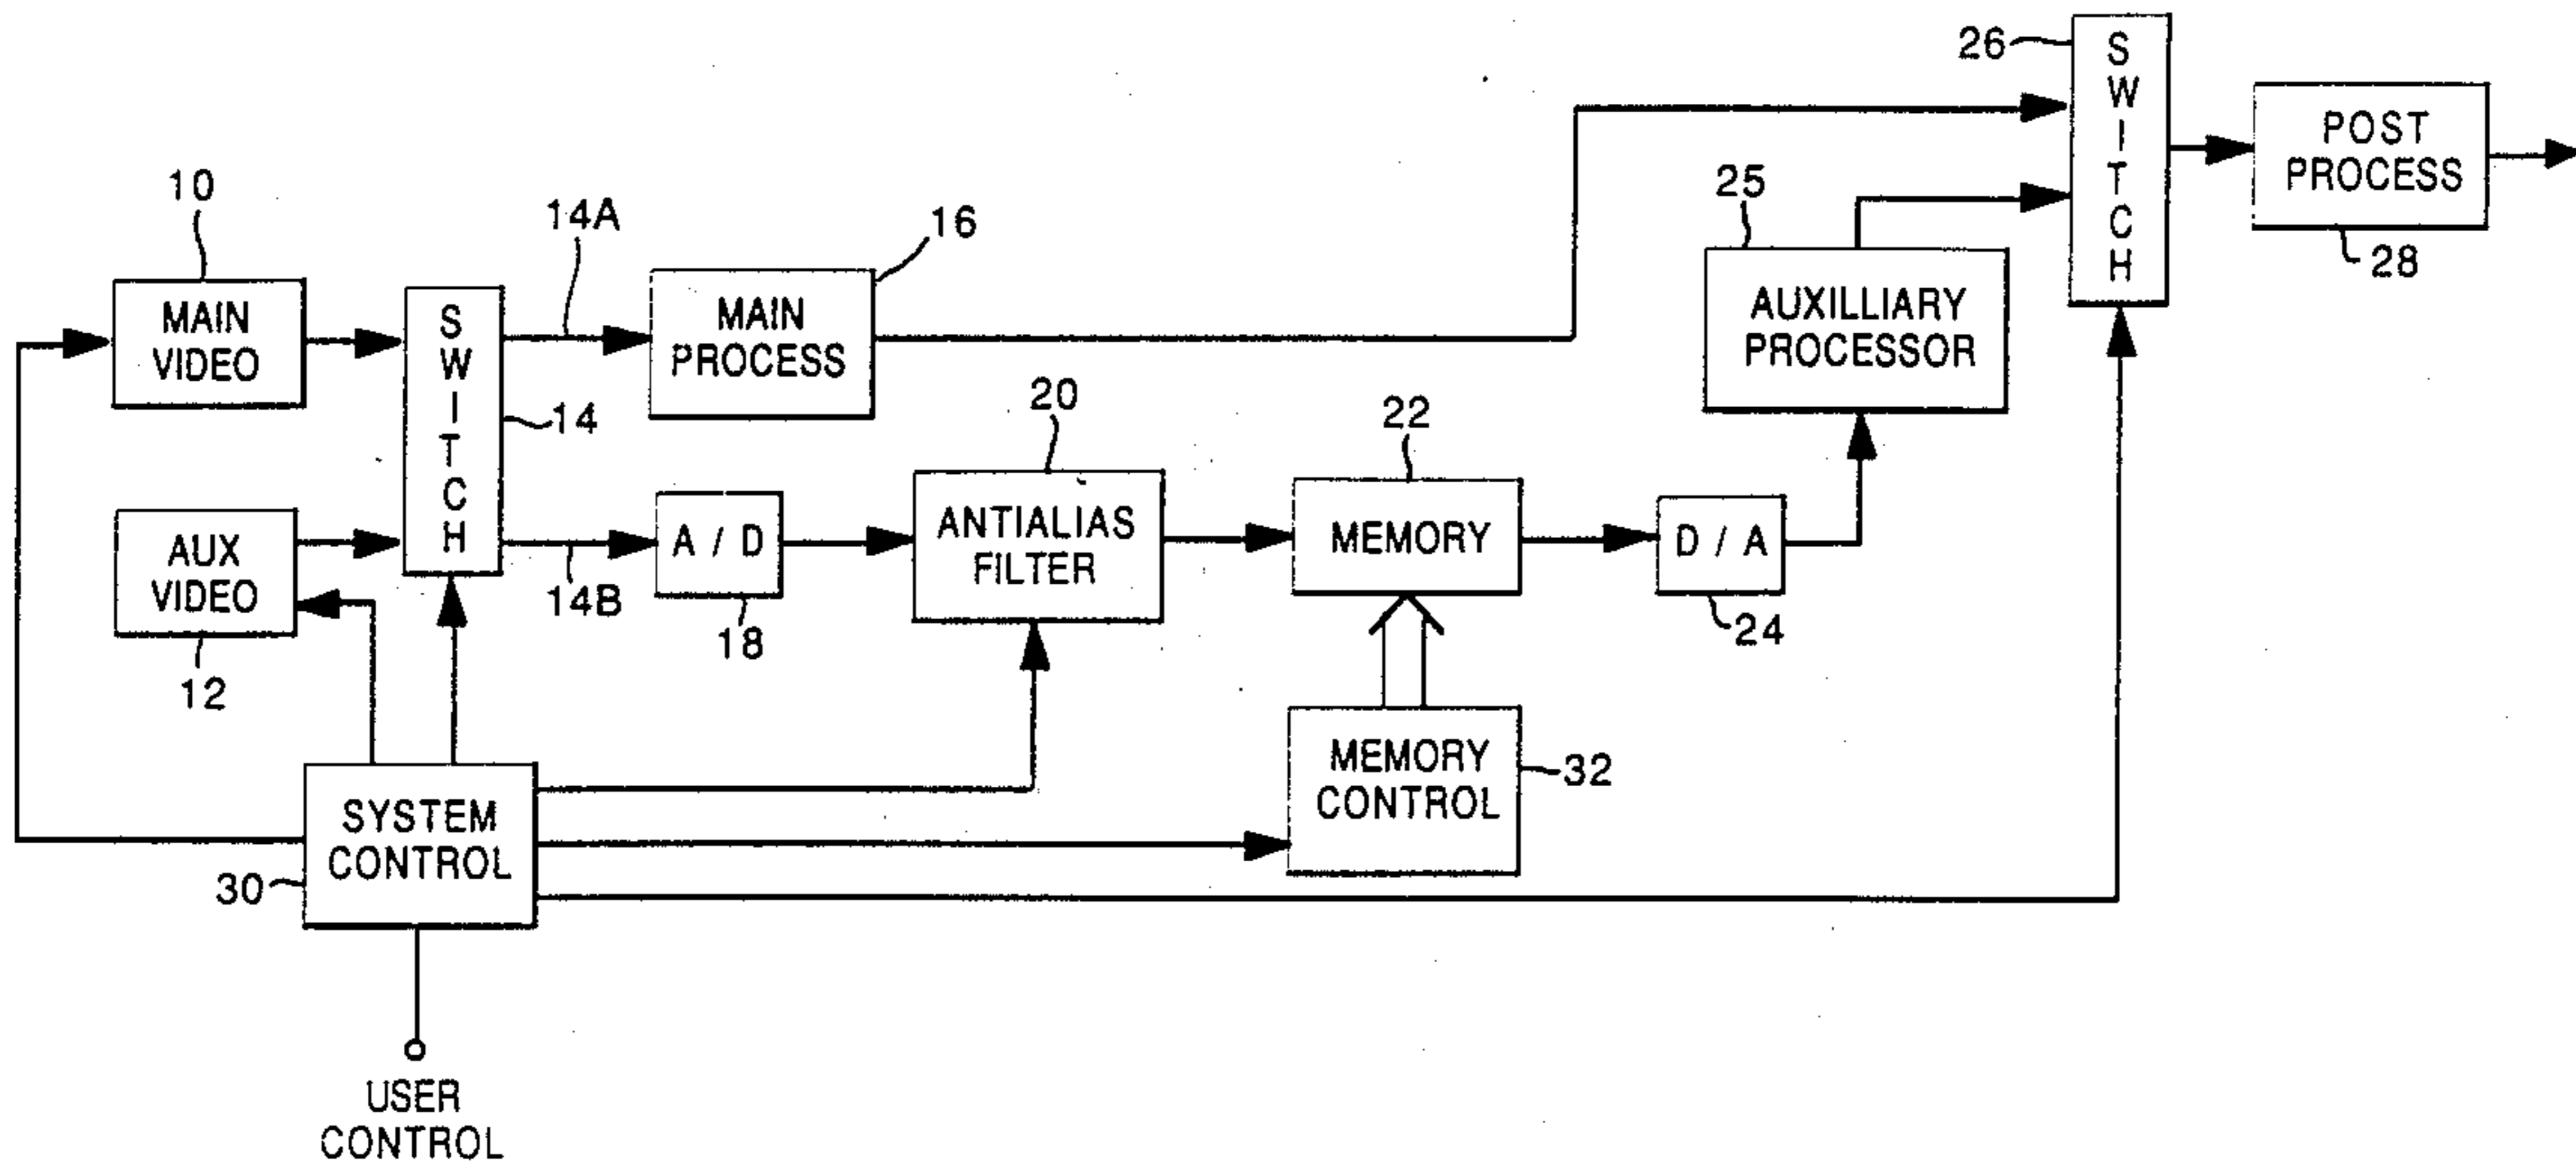 26
S
W
I
T
C
H
POST
PROCESS
28
10
14A
16
25
MAIN
VIDEO
S
W
I
T
C
H
MAIN
PROCESS
AUXILLIARY
PROCESSOR
14
20
22
AUX
VIDEO
A / D
ANTIALIAS
FILTER
MEMORY
D / A
12
14B
18
24
MEMORY
CONTROL
32
SYSTEM
CONTROL
30
USER
CONTROL